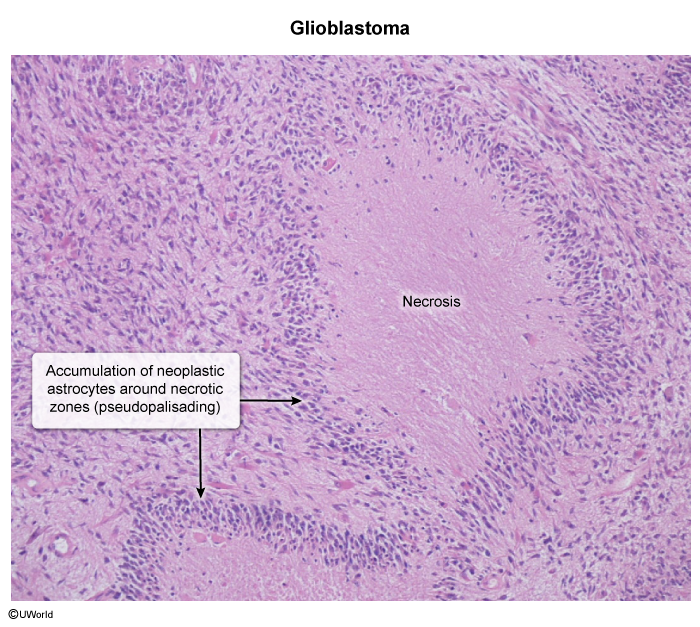 Glioblastoma
Necrosis
Accumulation of neoplastic
astrocytes around necrotic
zones (pseudopalisading)
©UWorld